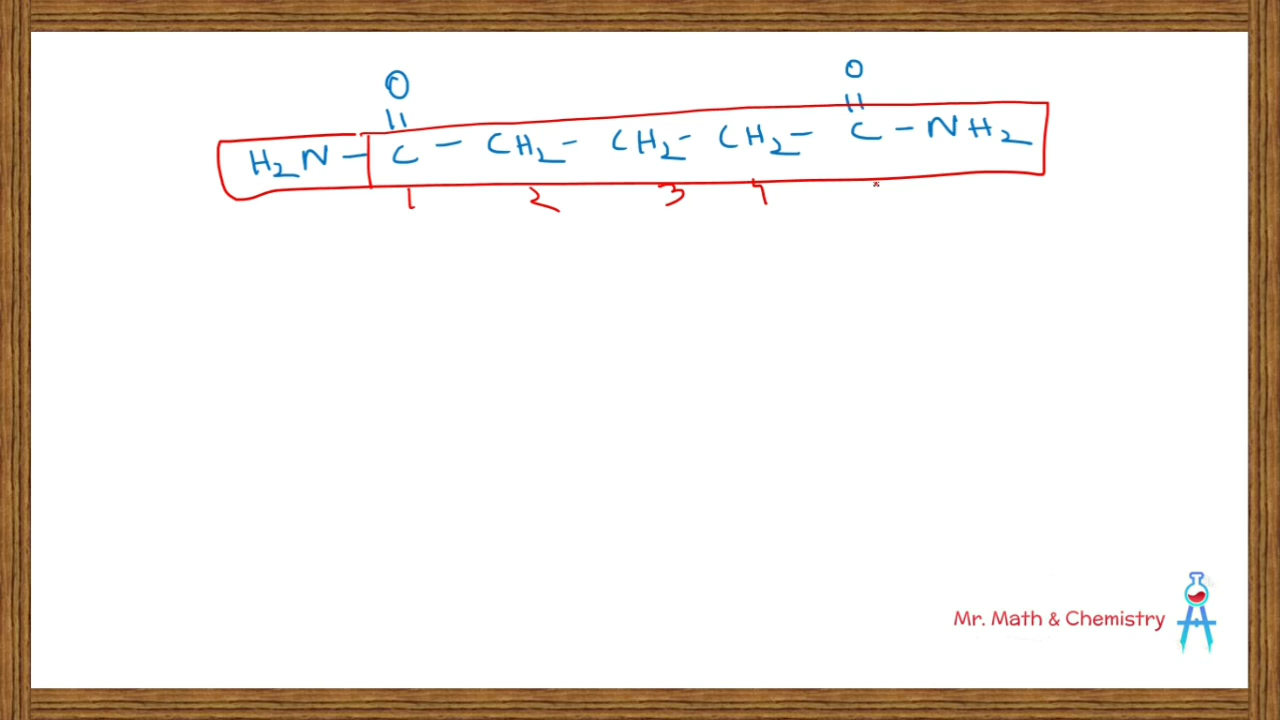 O O
|| ||
H₂N – C – CH₂ – CH₂ – CH₂ – C – NH₂
1 2 3 4
Mr. Math & Chemistry